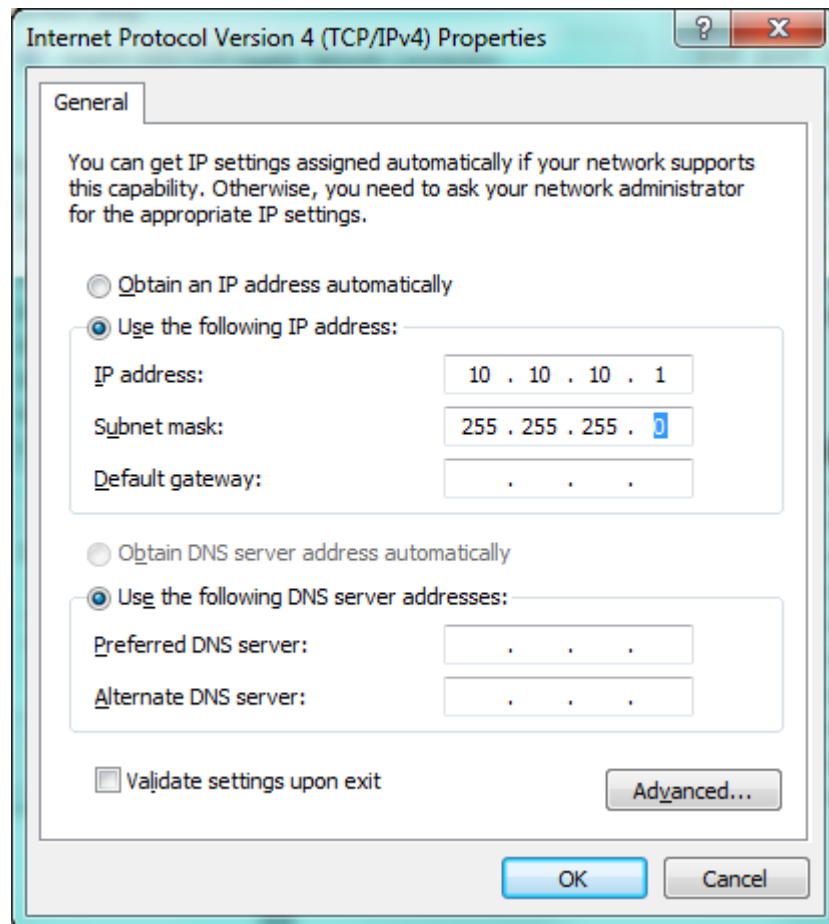 Internet Protocol Version 4 (TCP/IPv4) Properties
General
You can get IP settings assigned automatically if your network supports
this capability. Otherwise, you need to ask your network administrator
for the appropriate IP settings.
Obtain an IP address automatically
Use the following IP address:
IP address: 10 . 10 . 10 . 1
Subnet mask: 255 . 255 . 255 . 0
Default gateway: . . .
Obtain DNS server address automatically
Use the following DNS server addresses:
Preferred DNS server: . . .
Alternate DNS server: . . .
Validate settings upon exit
Advanced...
OK Cancel